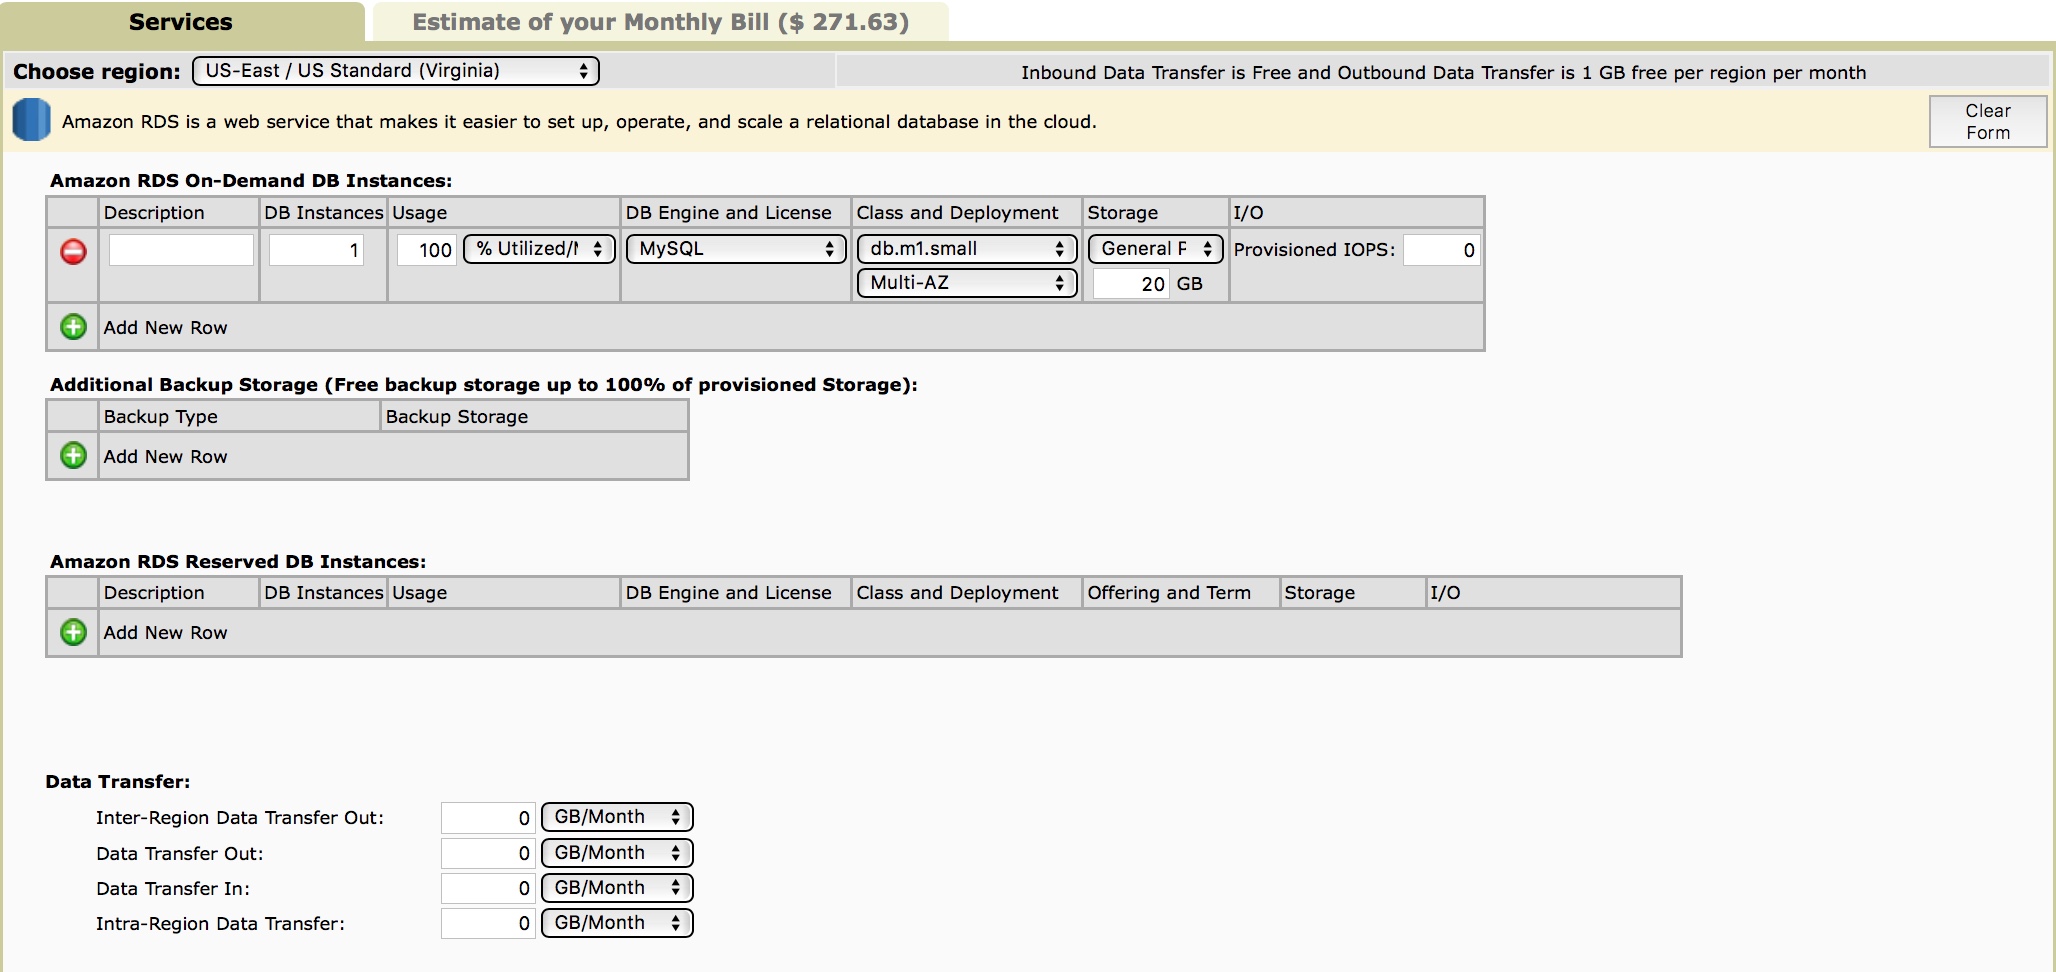 Services
Estimate of your Monthly Bill ($ 271.63)
Choose region: US-East / US Standard (Virginia)
Inbound Data Transfer is Free and Outbound Data Transfer is 1 GB free per region per month
Amazon RDS is a web service that makes it easier to set up, operate, and scale a relational database in the cloud.
Clear
Form
Amazon RDS On-Demand DB Instances:
Description DB Instances Usage DB Engine and License Class and Deployment Storage I/O
1 100 % Utilized/M MySQL db.m1.small General P Provisioned IOPS: 0
Multi-AZ 20 GB
Add New Row
Additional Backup Storage (Free backup storage up to 100% of provisioned Storage):
Backup Type Backup Storage
Add New Row
Amazon RDS Reserved DB Instances:
Description DB Instances Usage DB Engine and License Class and Deployment Offering and Term Storage I/O
Add New Row
Data Transfer:
Inter-Region Data Transfer Out: 0 GB/Month
Data Transfer Out: 0 GB/Month
Data Transfer In: 0 GB/Month
Intra-Region Data Transfer: 0 GB/Month